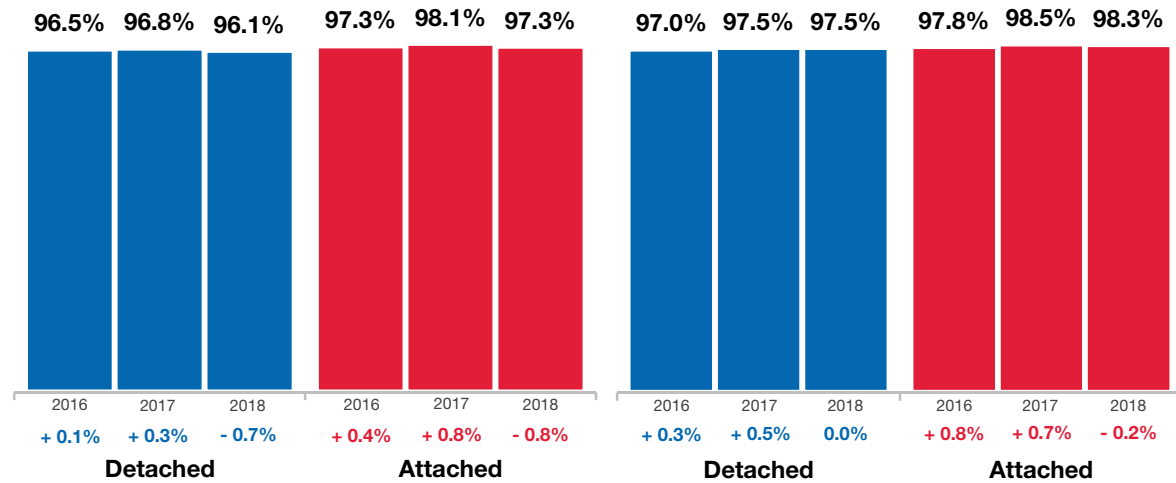 96.5% 96.8% 96.1% 97.3% 98.1% 97.3% 97.0% 97.5% 97.5% 97.8% 98.5% 98.3%
2016 2017 2018 2016 2017 2018 2016 2017 2018 2016 2017 2018
+ 0.1% + 0.3% - 0.7% + 0.4% + 0.8% - 0.8% + 0.3% + 0.5% 0.0% + 0.8% + 0.7% - 0.2%
Detached Attached Detached Attached